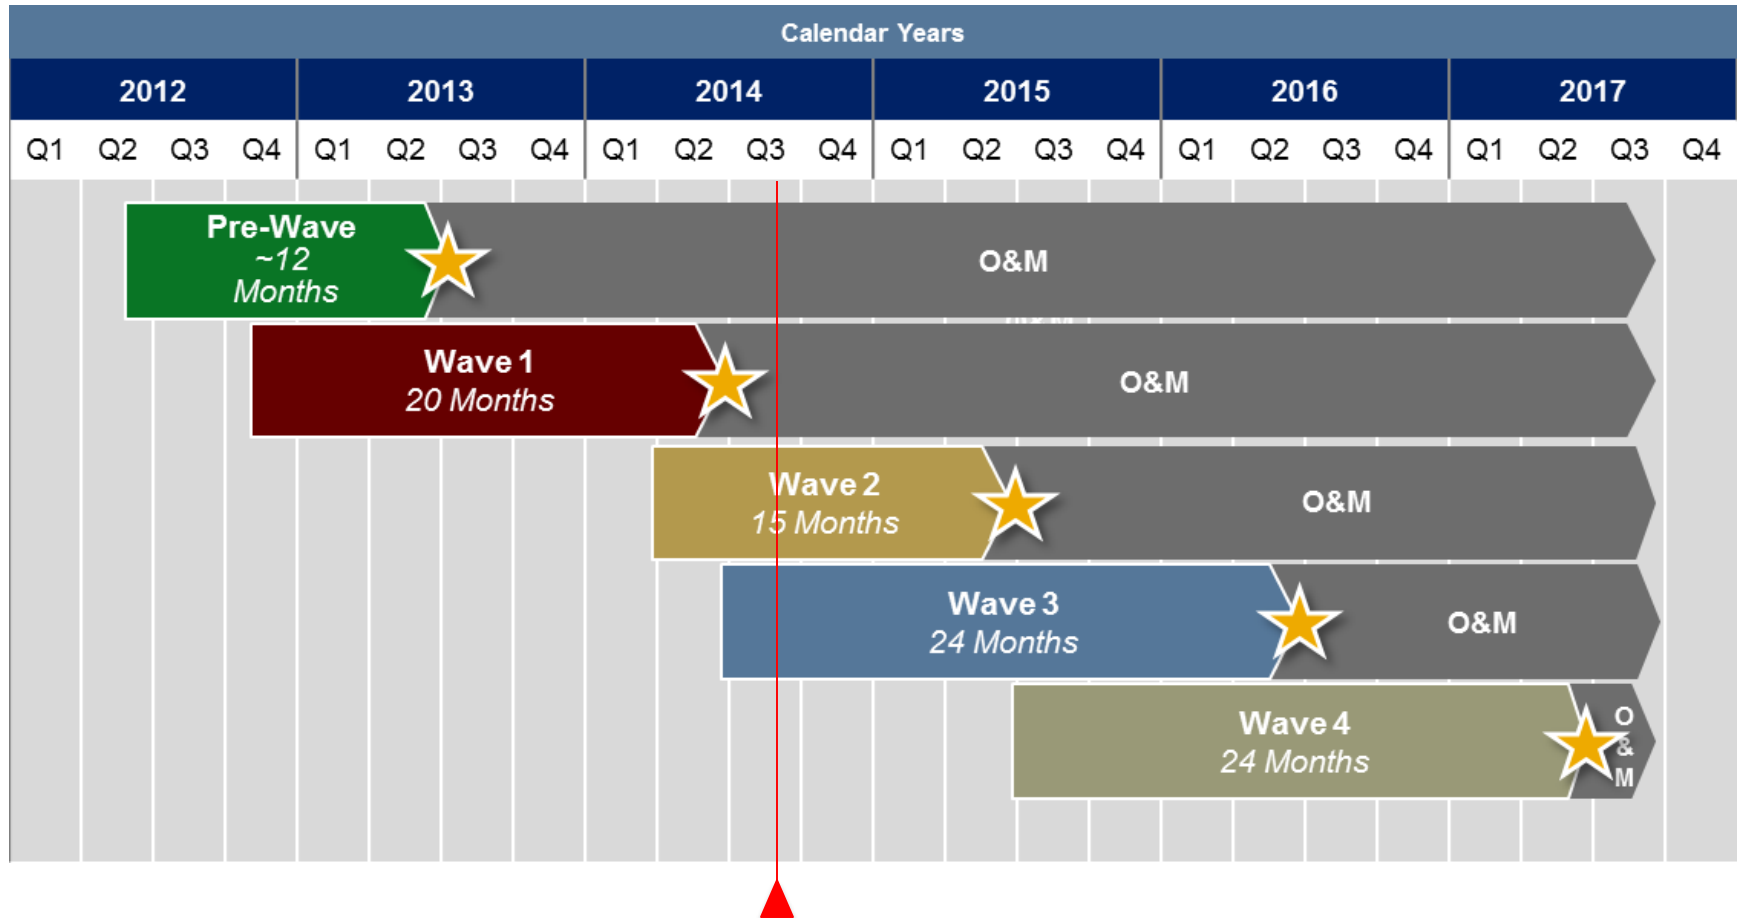 Calendar Years
2012 2013 2014 2015 2016 2017
Q1 Q2 Q3 Q4 Q1 Q2 Q3 Q4 Q1 Q2 Q3 Q4 Q1 Q2 Q3 Q4 Q1 Q2 Q3 Q4 Q1 Q2 Q3 Q4
Pre-Wave
~12
Months
O&M
Wave 1
20 Months
O&M
Wave 2
15 Months
O&M
Wave 3
24 Months
O&M
Wave 4
24 Months
O
&
M